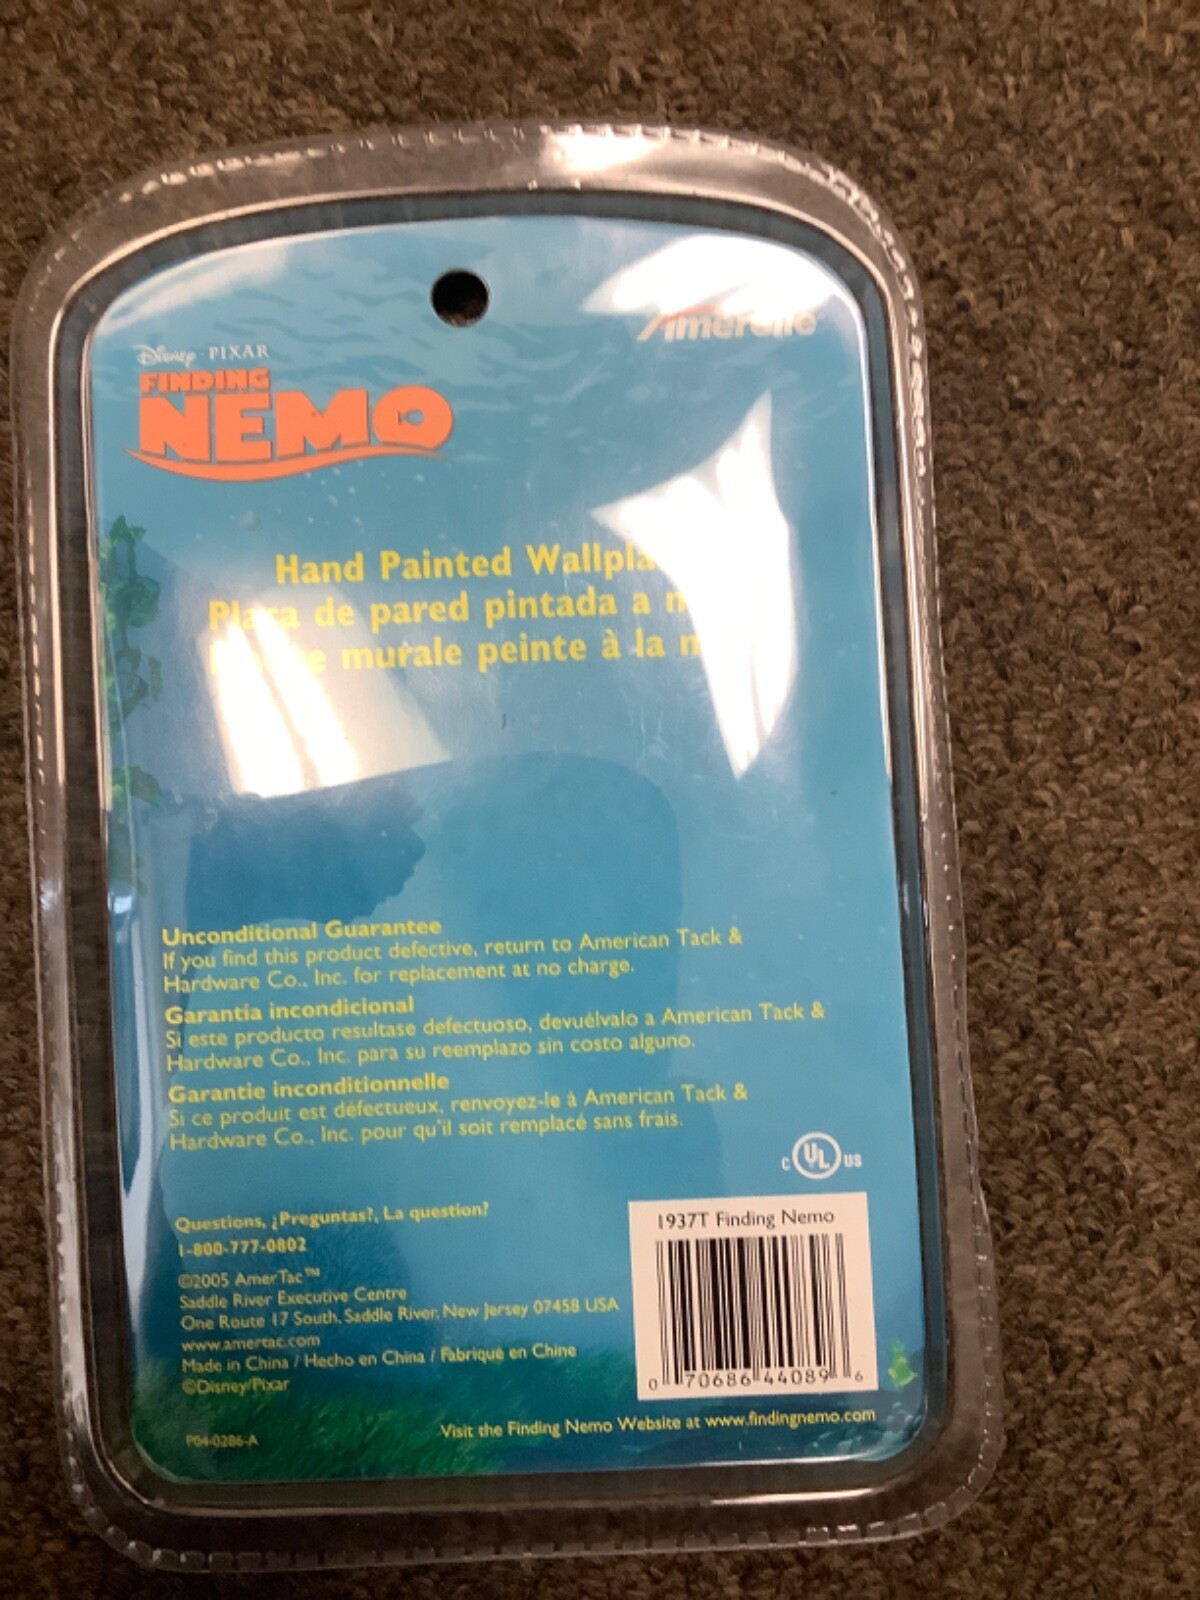 Disney · PIXAR
FINDING
NEMO
Amerelle
Hand Painted
de pared pintada a
murale peinte à la
Unconditional Guarantee
If you find this product defective, return to American Tack &
Hardware Co., Inc. for replacement at no charge.
Garantía incondicional
Si este producto resultase defectuoso, devuélvalo a American Tack &
Hardware Co., Inc. para su reemplazo sin costo alguno.
Garantie inconditionnelle
Si ce produit est défectueux, renvoyez-le à American Tack &
Hardware Co., Inc. pour qu'il soit remplacé sans frais.
C UL US
Questions, ¿Preguntas?, La question?
1-800-777-0802
©2005 AmerTac™
Saddle River Executive Centre
One Route 17 South, Saddle River, New Jersey 07458 USA
www.amertac.com
Made in China / Hecho en China / Fabriqué en Chine
©Disney/Pixar
P04-0286-A
1937T Finding Nemo
0 70686 44089 6
Visit the Finding Nemo Website at www.findingnemo.com